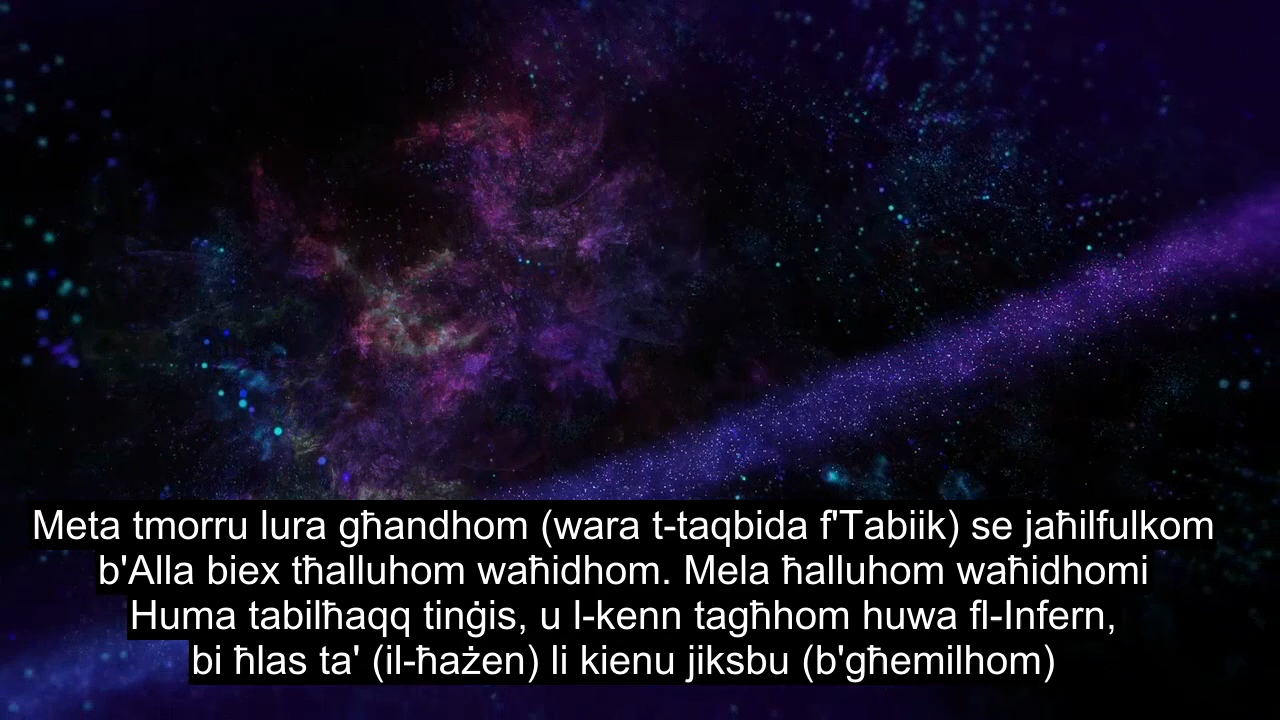 Meta tmorru lura għandhom (wara t-taqbida f'Tabiik) se jaħilfulkom
b'Alla biex tħalluhom waħidhom. Mela ħalluhom waħidhomi
Huma tabilħaqq tinġis, u l-kenn tagħhom huwa fl-Infern,
bi ħlas ta' (il-ħażen) li kienu jiksbu (b'għemilhom)